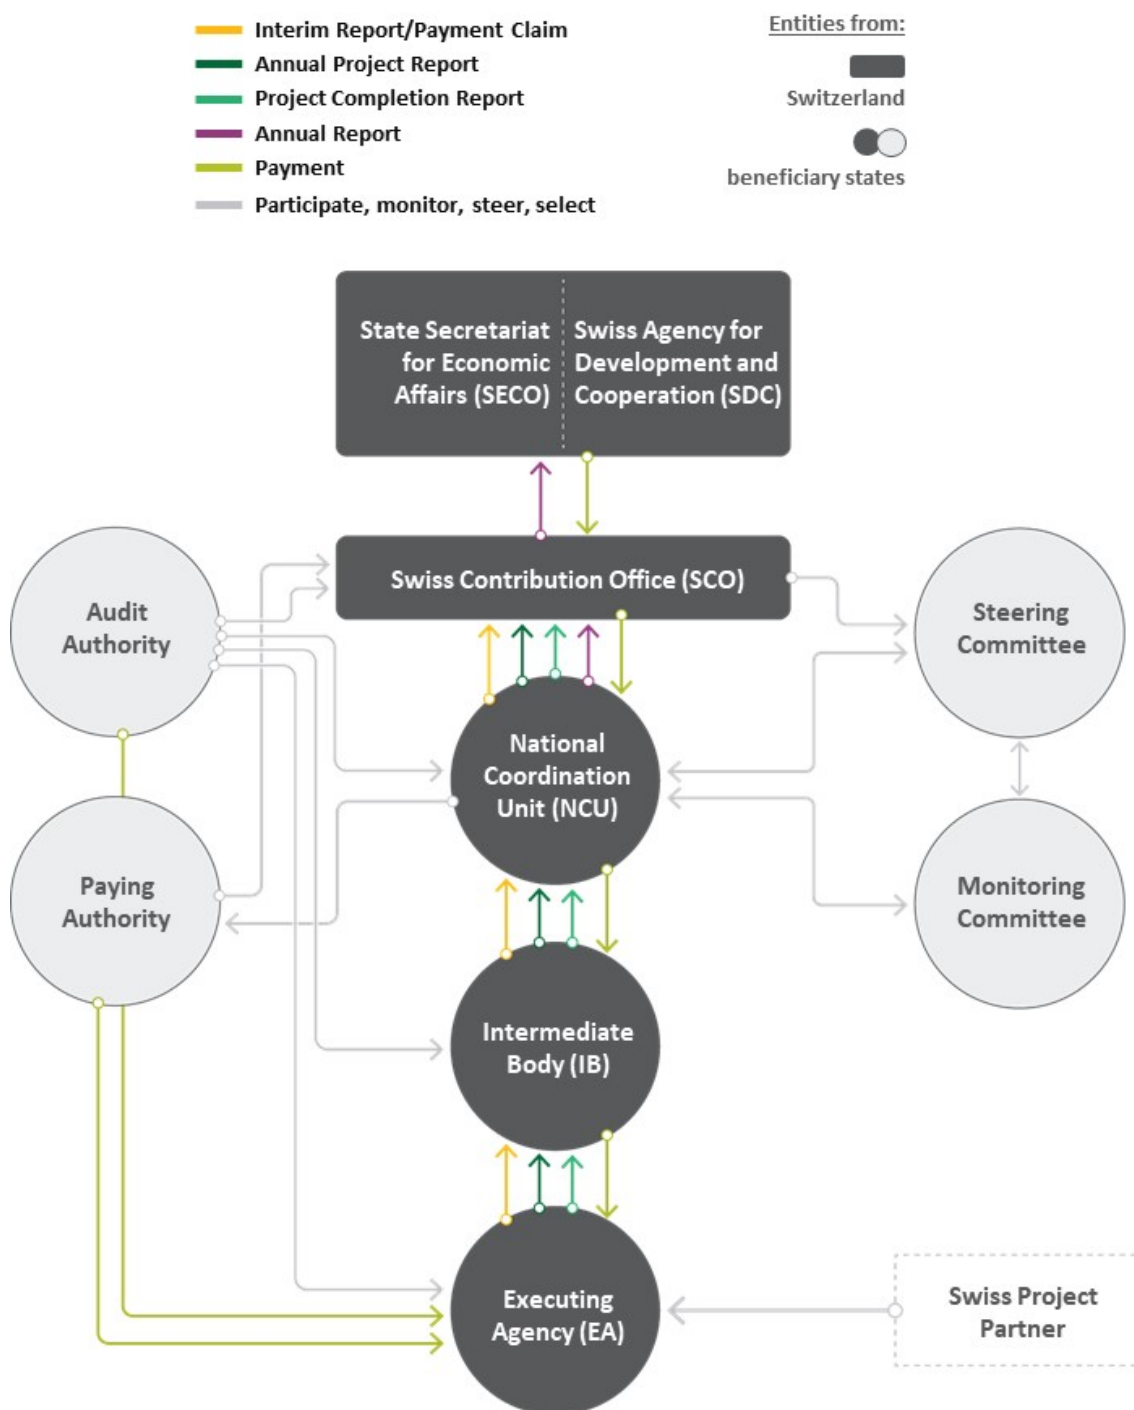 Interim Report/Payment Claim
Annual Project Report
Project Completion Report
Annual Report
Payment
Participate, monitor, steer, select
Entities from:
Switzerland
beneficiary states
State Secretariat
for Economic
Affairs (SECO)
Swiss Agency for
Development and
Cooperation (SDC)
Swiss Contribution Office (SCO)
Audit
Authority
Steering
Committee
National
Coordination
Unit (NCU)
Paying
Authority
Monitoring
Committee
Intermediate
Body (IB)
Executing
Agency (EA)
Swiss Project
Partner